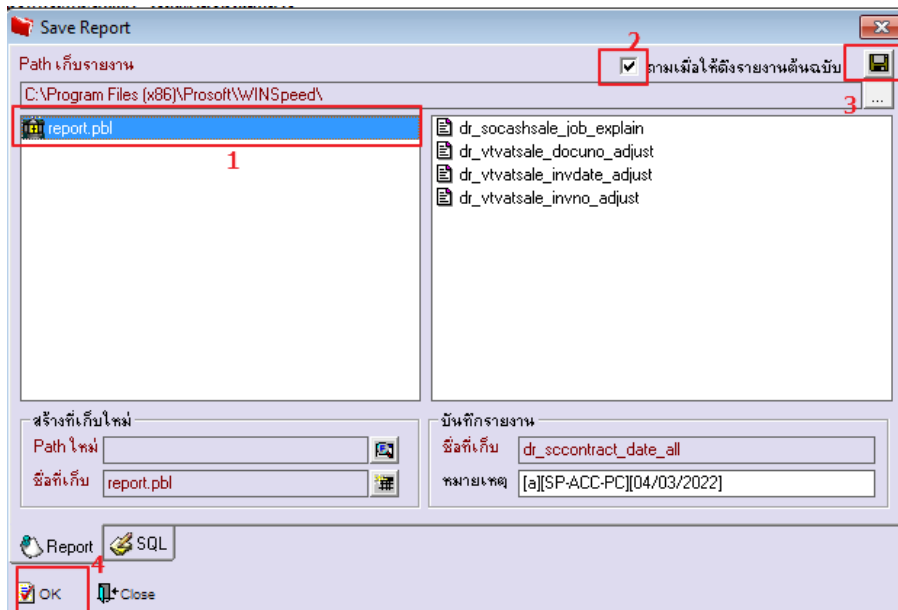 Save Report
2
Path เก็บรายงาน
ถามเมื่อให้ดึงรายงานต้นฉบับ
C:\Program Files (x86)\Prosoft\WINSpeed\
...
3
report.pbl
1
dr_socashsale_job_explain
dr_vtvatsale_docuno_adjust
dr_vtvatsale_invdate_adjust
dr_vtvatsale_invno_adjust
สร้างที่เก็บใหม่
Path ใหม่
ชื่อที่เก็บ report.pbl
บันทึกรายงาน
ชื่อที่เก็บ dr_sccontract_date_all
หมายเหตุ [a][SP-ACC-PC][04/03/2022]
Report
SQL
4
OK
Close